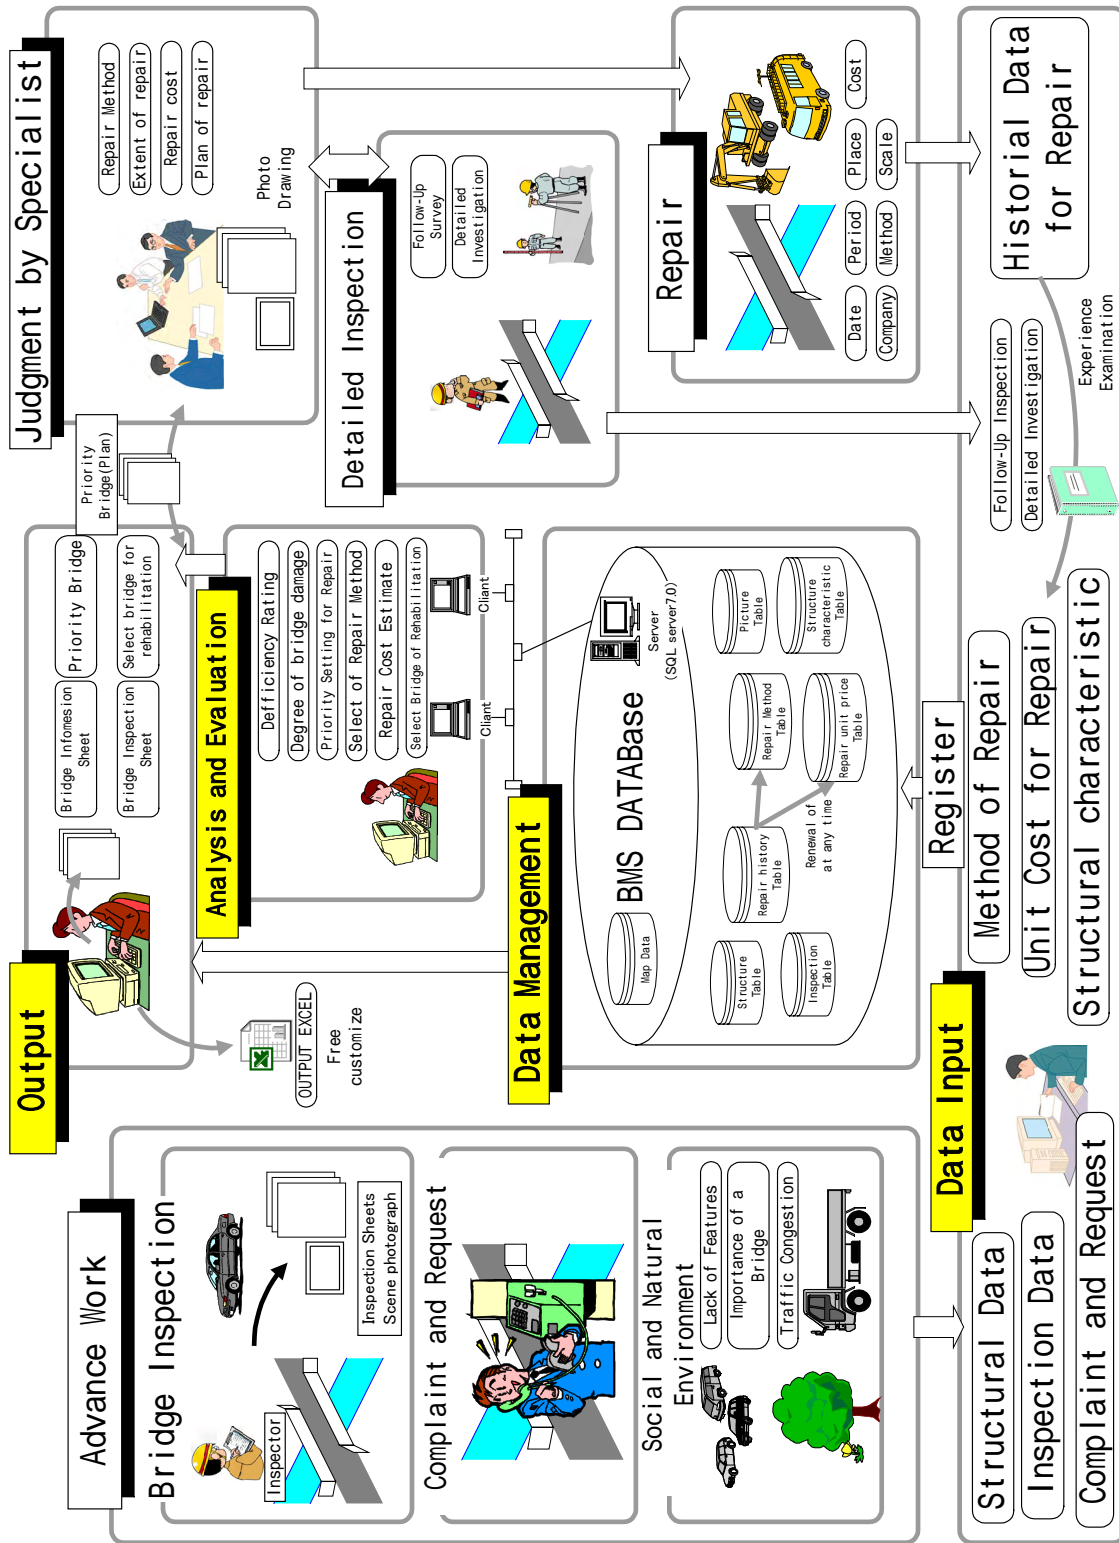 Advance Work
Bridge Inspection
Inspector
Inspection Sheets
Scene photograph
Complaint and Request
Social and Natural
Environment
Lack of Features
Importance of a
Bridge
Traffic Congestion
Output
Bridge Infomesion
Sheet
Priority Bridge
Bridge Inspection
Sheet
Select bridge for
rehabilitation
OUTPUT EXCEL
Free
customize
Priority
Bridge(Plan)
Analysis and Evaluation
Defficiency Rating
Degree of bridge damage
Priority Setting for Repair
Select of Repair Method
Repair Cost Estimate
Select Bridge of Rehabilitation
Client
Client
Data Management
Server
(SQL server7.0)
BMS DATABase
Map Data
Structure
Table
Inspection
Table
Repair history
Table
Renewal of
at any time
Repair Method
Table
Repair unit price
Table
Picture
Table
Structure
characteristic
Table
Judgment by Specialist
Repair Method
Extent of repair
Repair cost
Plan of repair
Photo
Drawing
Detailed Inspection
Follow-Up
Survey
Detailed
Investigation
Repair
Date
Period
Place
Cost
Company
Method
Scale
Data Input
Structural Data
Inspection Data
Complaint and Request
Register
Method of Repair
Unit Cost for Repair
Structural characteristic
Follow-Up Inspection
Detailed Investigation
Experience
Examination
Historial Data
for Repair